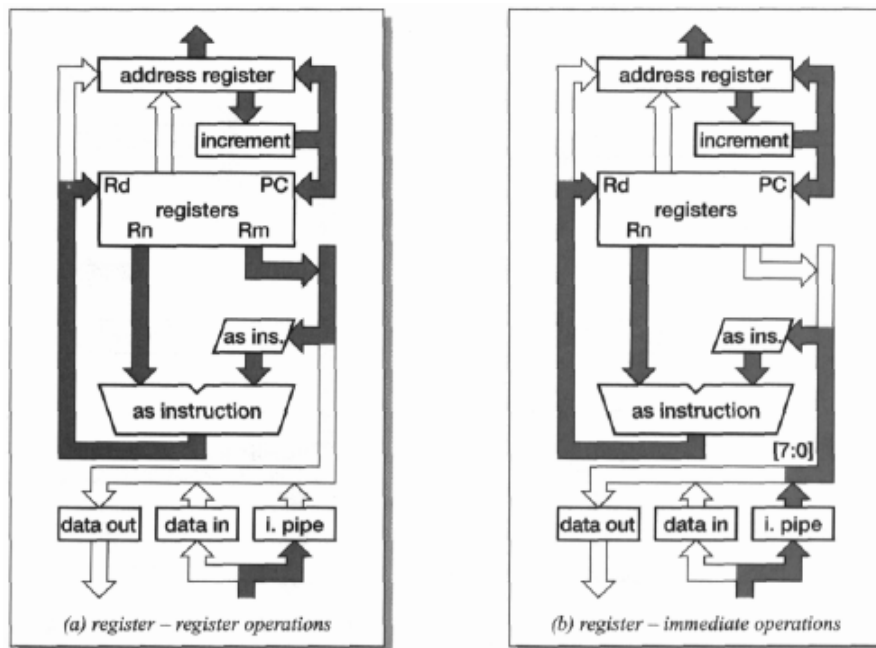 address register
increment
Rd
PC
registers
Rn
Rm
as ins.
as instruction
data out
data in
i. pipe
(a) register – register operations
address register
increment
Rd
PC
registers
Rn
as ins.
as instruction
[7:0]
data out
data in
i. pipe
(b) register – immediate operations